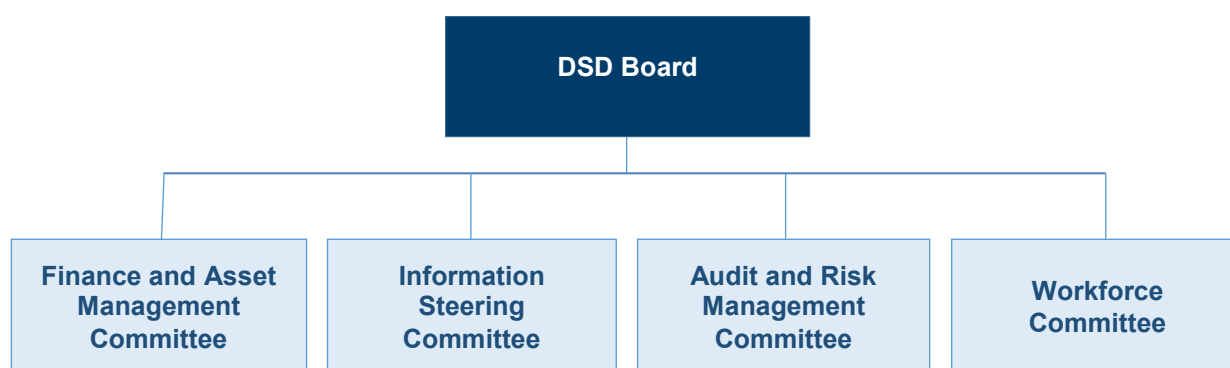 DSD Board
Finance and Asset
Management
Committee
Information
Steering
Committee
Audit and Risk
Management
Committee
Workforce
Committee